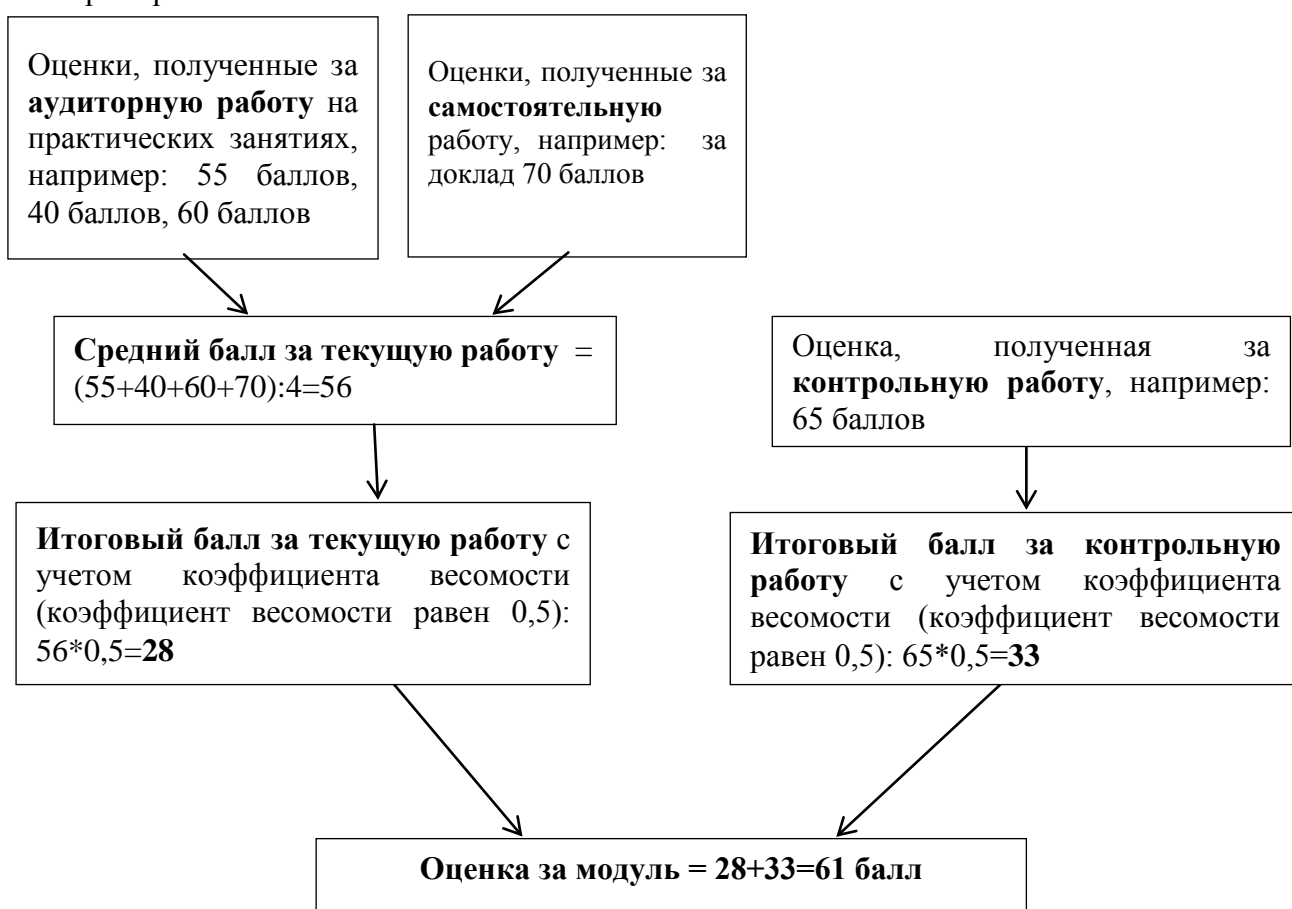 Оценки, полученные за
аудиторную работу на
практических занятиях,
например: 55 баллов,
40 баллов, 60 баллов
Оценки, полученные за
самостоятельную
работу, например: за
доклад 70 баллов
Средний балл за текущую работу =
(55+40+60+70):4=56
Оценка, полученная за
контрольную работу, например:
65 баллов
Итоговый балл за текущую работу с
учетом коэффициента весомости
(коэффициент весомости равен 0,5):
56*0,5=28
Итоговый балл за контрольную
работу с учетом коэффициента
весомости (коэффициент весомости
равен 0,5): 65*0,5=33
Оценка за модуль = 28+33=61 балл